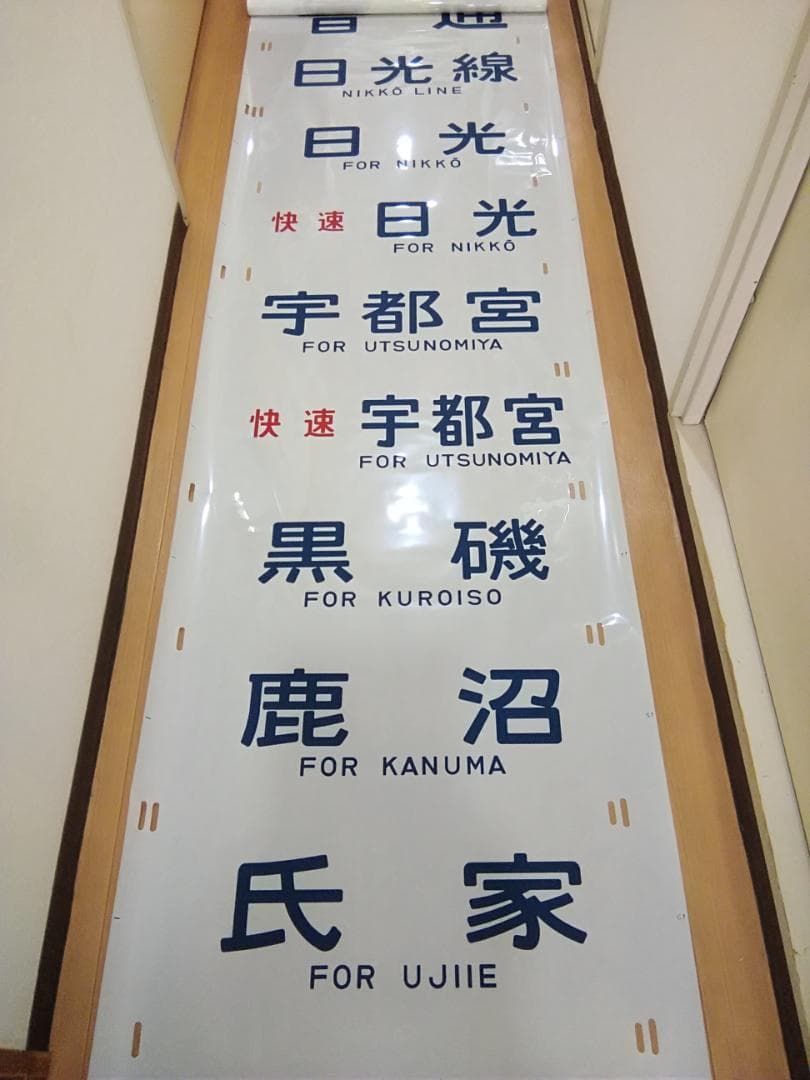 普通
日光線
NIKKŌ LINE
日光
FOR NIKKŌ
快速 日光
FOR NIKKŌ
宇都宮
FOR UTSUNOMIYA
快速 宇都宮
FOR UTSUNOMIYA
黒磯
FOR KUROISO
鹿沼
FOR KANUMA
氏家
FOR UJIIE